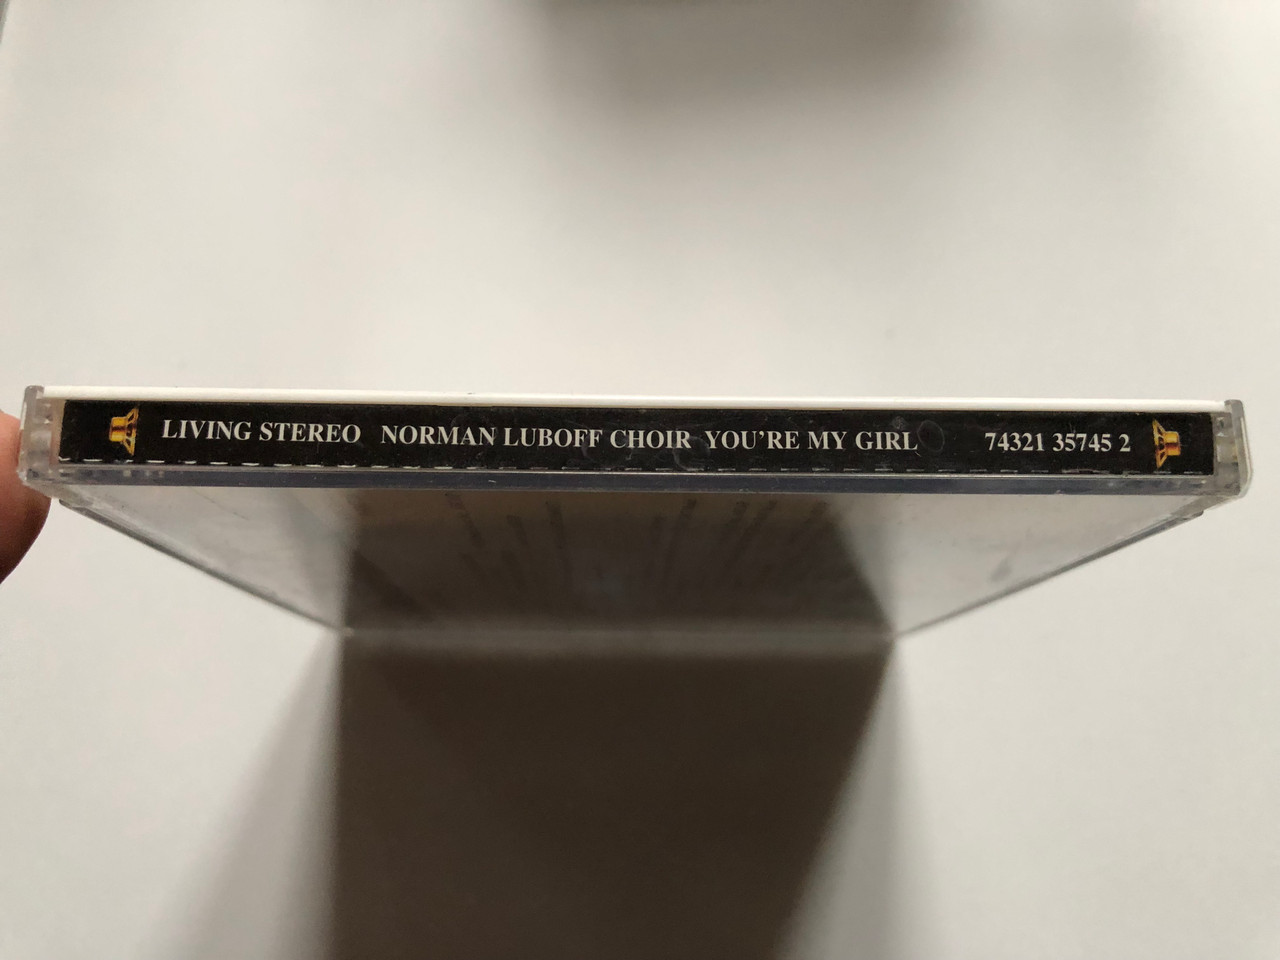 LIVING STEREO NORMAN LUBOFF CHOIR YOU'RE MY GIRL 74321 35745 2